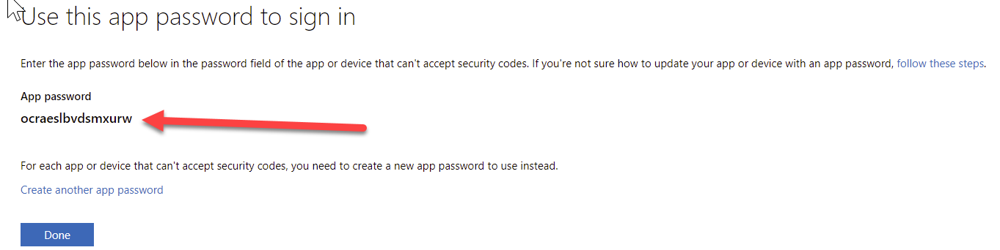 Use this app password to sign in
Enter the app password below in the password field of the app or device that can't accept security codes. If you're not sure how to update your app or device with an app password, follow these steps.
App password
ocraeslbvdsmxurw
For each app or device that can't accept security codes, you need to create a new app password to use instead.
Create another app password
Done